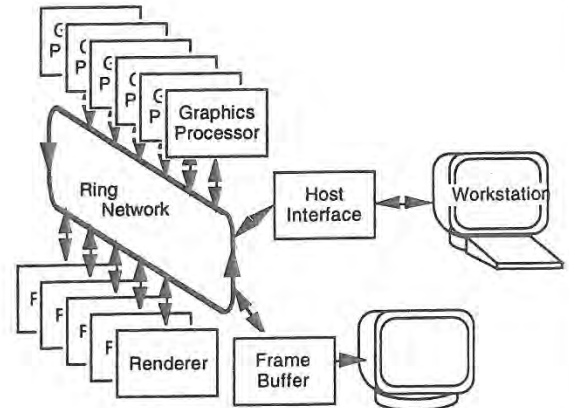 Graphics
Processor
Ring
Network
Host
Interface
Workstation
Renderer
Frame
Buffer